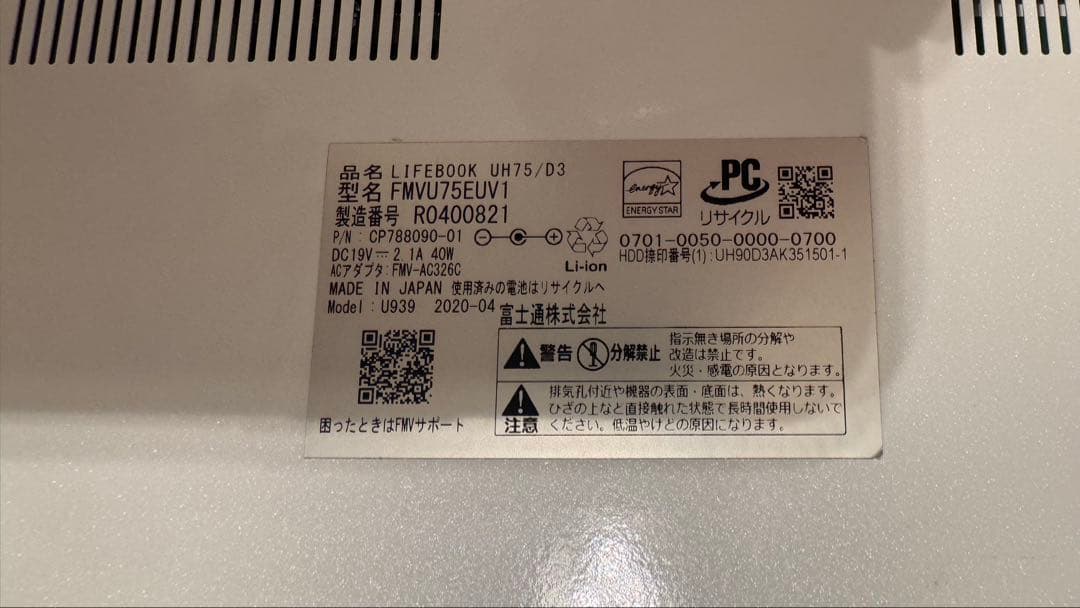 品名 LIFEBOOK UH75/D3
型名 FMVU75EUV1
製造番号 R0400821
P/N : CP788090-01
DC19V⎓2.1A 40W
ACアダプタ:FMV-AC326C
MADE IN JAPAN 使用済みの電池はリサイクルへ
Model : U939 2020-04 富士通株式会社
Li-ion
energy
ENERGY STAR
PC
リサイクル
0701-0050-0000-0700
HDD捺印番号(1):UH90D3AK351501-1
困ったときはFMVサポート
警告 分解禁止
指示無き場所の分解や
改造は禁止です。
火災・感電の原因となります。
注意
排気孔付近や機器の表面・底面は、熱くなります。
ひざの上など直接触れた状態で長時間使用しないで
ください。低温やけどの原因になります。